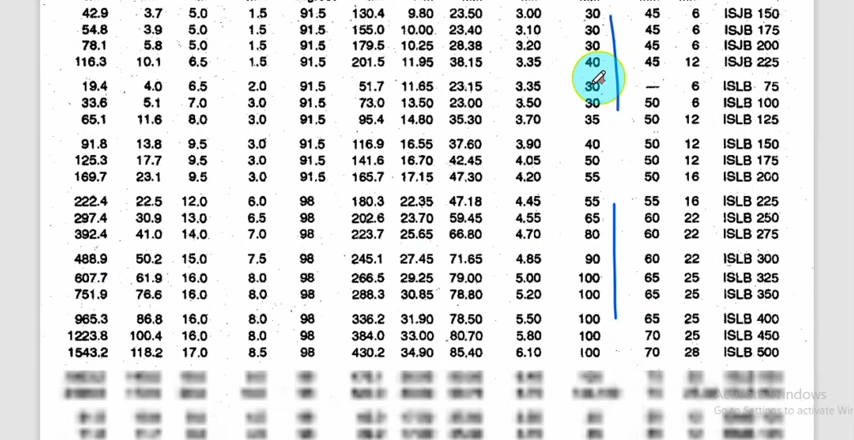 42.9 3.7 5.0 1.5 91.5 130.4 9.80 23.50 3.00 30 45 6 ISJB 150
54.8 3.9 5.0 1.5 91.5 155.0 10.00 23.40 3.10 30 45 6 ISJB 175
78.1 5.8 5.0 1.5 91.5 179.5 10.25 28.38 3.20 30 45 6 ISJB 200
116.3 10.1 6.5 1.5 91.5 201.5 11.95 38.15 3.35 40 45 12 ISJB 225
19.4 4.0 6.5 2.0 91.5 51.7 11.65 23.15 3.35 30 — 6 ISLB 75
33.6 5.1 7.0 3.0 91.5 73.0 13.50 23.00 3.50 30 50 6 ISLB 100
65.1 11.6 8.0 3.0 91.5 95.4 14.80 35.30 3.70 35 50 12 ISLB 125
91.8 13.8 9.5 3.0 91.5 116.9 16.55 37.60 3.90 40 50 12 ISLB 150
125.3 17.7 9.5 3.0 91.5 141.6 16.70 42.45 4.05 50 50 12 ISLB 175
169.7 23.1 9.5 3.0 91.5 165.7 17.15 47.30 4.20 55 50 16 ISLB 200
222.4 22.5 12.0 6.0 98 180.3 22.35 47.18 4.45 55 55 16 ISLB 225
297.4 30.9 13.0 6.5 98 202.6 23.70 59.45 4.55 65 60 22 ISLB 250
392.4 41.0 14.0 7.0 98 223.7 25.65 66.80 4.70 80 60 22 ISLB 275
488.9 50.2 15.0 7.5 98 245.1 27.45 71.65 4.85 90 60 22 ISLB 300
607.7 61.9 16.0 8.0 98 266.5 29.25 79.00 5.00 100 65 25 ISLB 325
751.9 76.6 16.0 8.0 98 288.3 30.85 78.80 5.20 100 65 25 ISLB 350
965.3 86.8 16.0 8.0 98 336.2 31.90 78.50 5.50 100 65 25 ISLB 400
1223.8 100.4 16.0 8.0 98 384.0 33.00 80.70 5.80 100 70 25 ISLB 450
1543.2 118.2 17.0 8.5 98 430.2 34.90 85.40 6.10 100 70 28 ISLB 500
Activate Windows
Go to Settings to activate Win